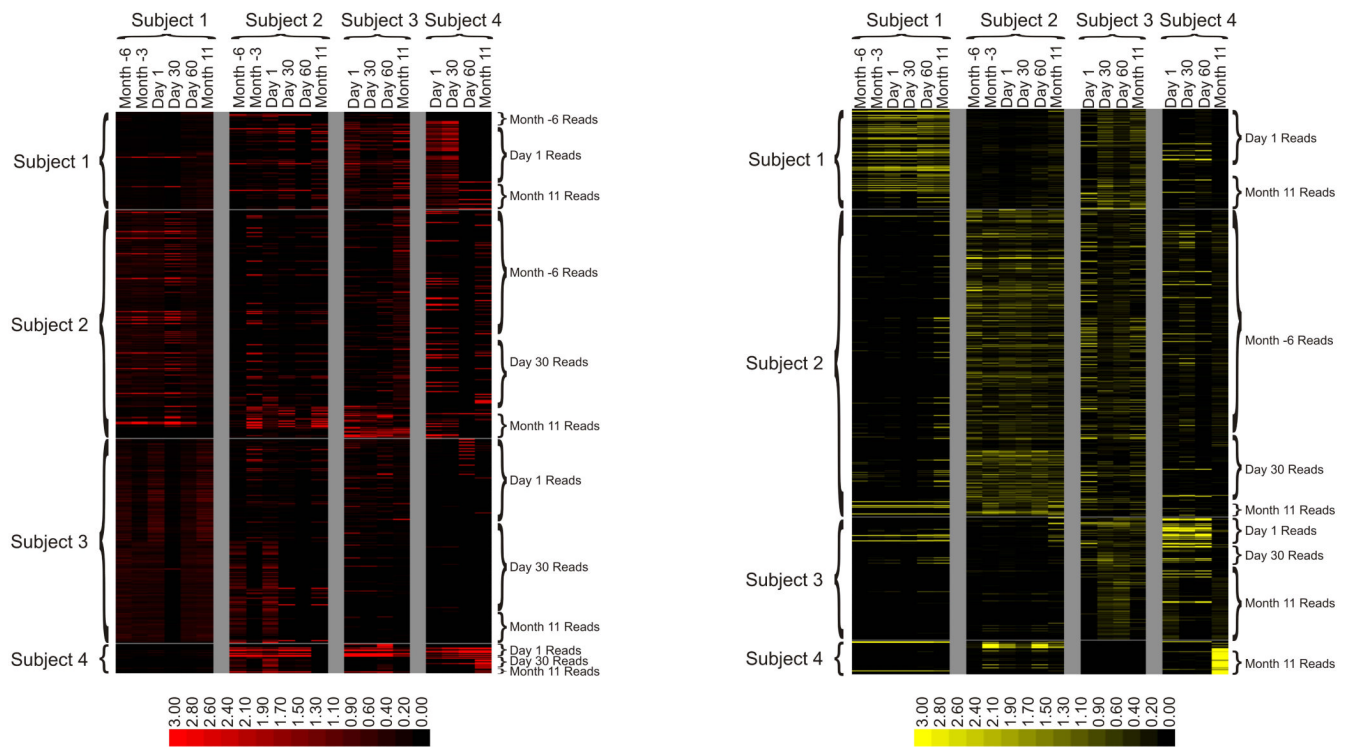 Subject 1 Subject 2 Subject 3 Subject 4
Month -6 Month -3 Day 1 Day 30 Day 60 Month 11 Month -6 Month -3 Day 1 Day 30 Day 60 Month 11 Day 1 Day 30 Day 60 Month 11 Day 1 Day 30 Day 60 Month 11
Subject 1
Month -6 Reads
Day 1 Reads
Month 11 Reads
Subject 2
Month -6 Reads
Day 30 Reads
Month 11 Reads
Subject 3
Day 1 Reads
Day 30 Reads
Month 11 Reads
Subject 4
Day 1 Reads
Day 30 Reads
Month 11 Reads
3.00 2.80 2.60 2.40 2.10 1.90 1.70 1.50 1.30 1.10 0.90 0.60 0.40 0.20 0.00
Subject 1 Subject 2 Subject 3 Subject 4
Month -6 Month -3 Day 1 Day 30 Day 60 Month 11 Month -6 Month -3 Day 1 Day 30 Day 60 Month 11 Day 1 Day 30 Day 60 Month 11 Day 1 Day 30 Day 60 Month 11
Subject 1
Day 1 Reads
Month 11 Reads
Subject 2
Month -6 Reads
Day 30 Reads
Month 11 Reads
Subject 3
Day 1 Reads
Day 30 Reads
Month 11 Reads
Subject 4
Month 11 Reads
3.00 2.80 2.60 2.40 2.10 1.90 1.70 1.50 1.30 1.10 0.90 0.60 0.40 0.20 0.00